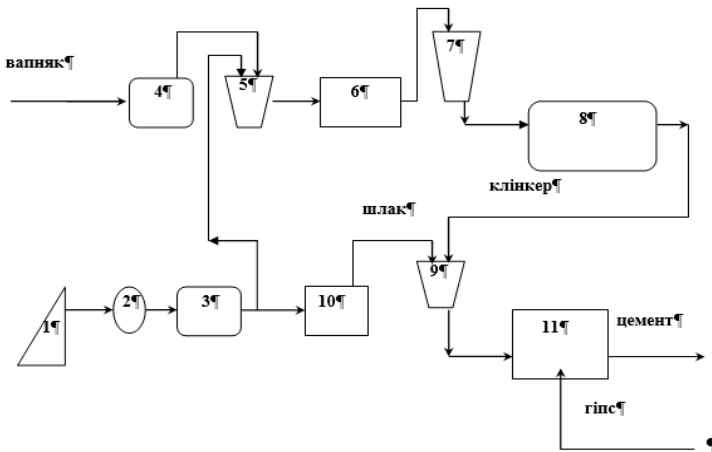 вапняк¶
4¶
5¶
6¶
7¶
8¶
клінкер¶
шлак¶
9¶
1¶
2¶
3¶
10¶
11¶
цемент¶
гіпс¶
¶